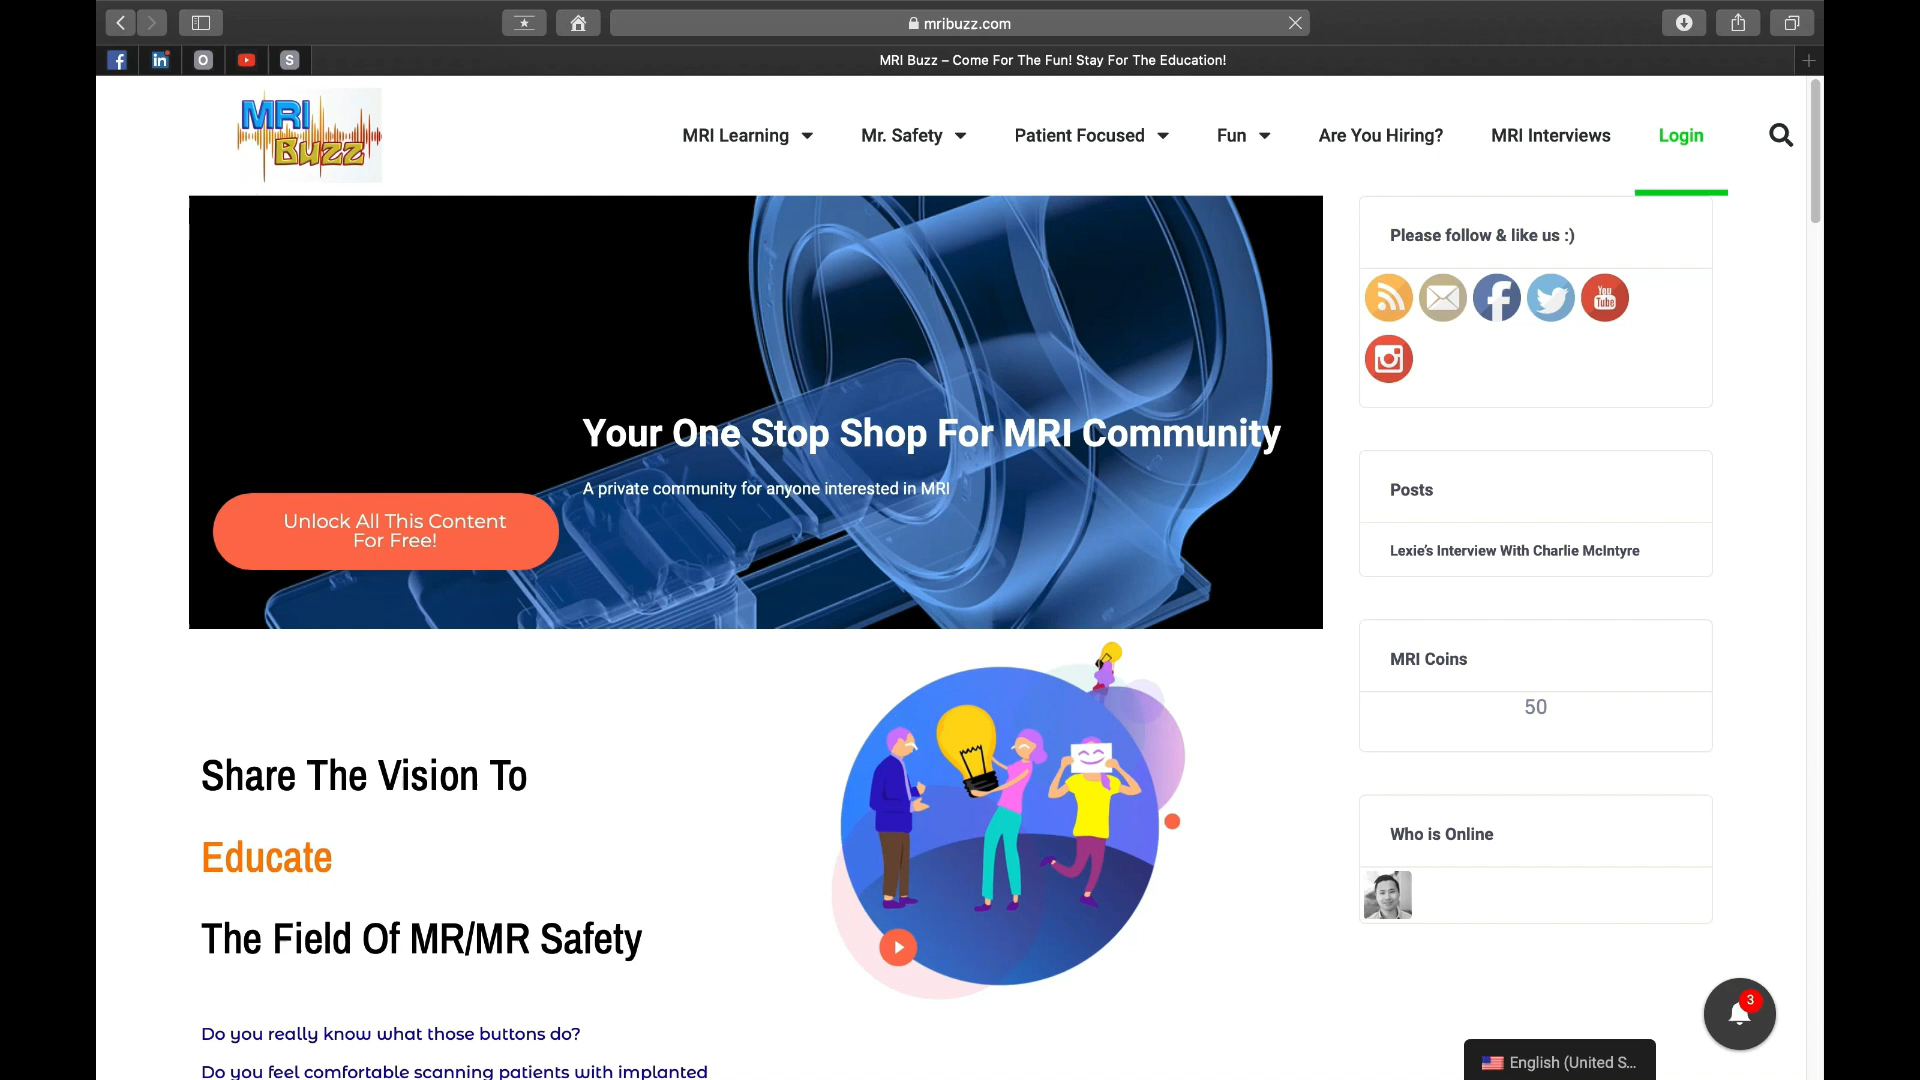 mribuzz.com
O
S
MRI Buzz – Come For The Fun! Stay For The Education!
MRI
Buzz
MRI Learning
Mr. Safety
Patient Focused
Fun
Are You Hiring?
MRI Interviews
Login
Your One Stop Shop For MRI Community
A private community for anyone interested in MRI
Unlock All This Content
For Free!
Please follow & like us :)
You
Tube
Posts
Lexie's Interview With Charlie McIntyre
MRI Coins
50
Who is Online
Share The Vision To
Educate
The Field Of MR/MR Safety
Do you really know what those buttons do?
Do you feel comfortable scanning patients with implanted
3
English (United S...